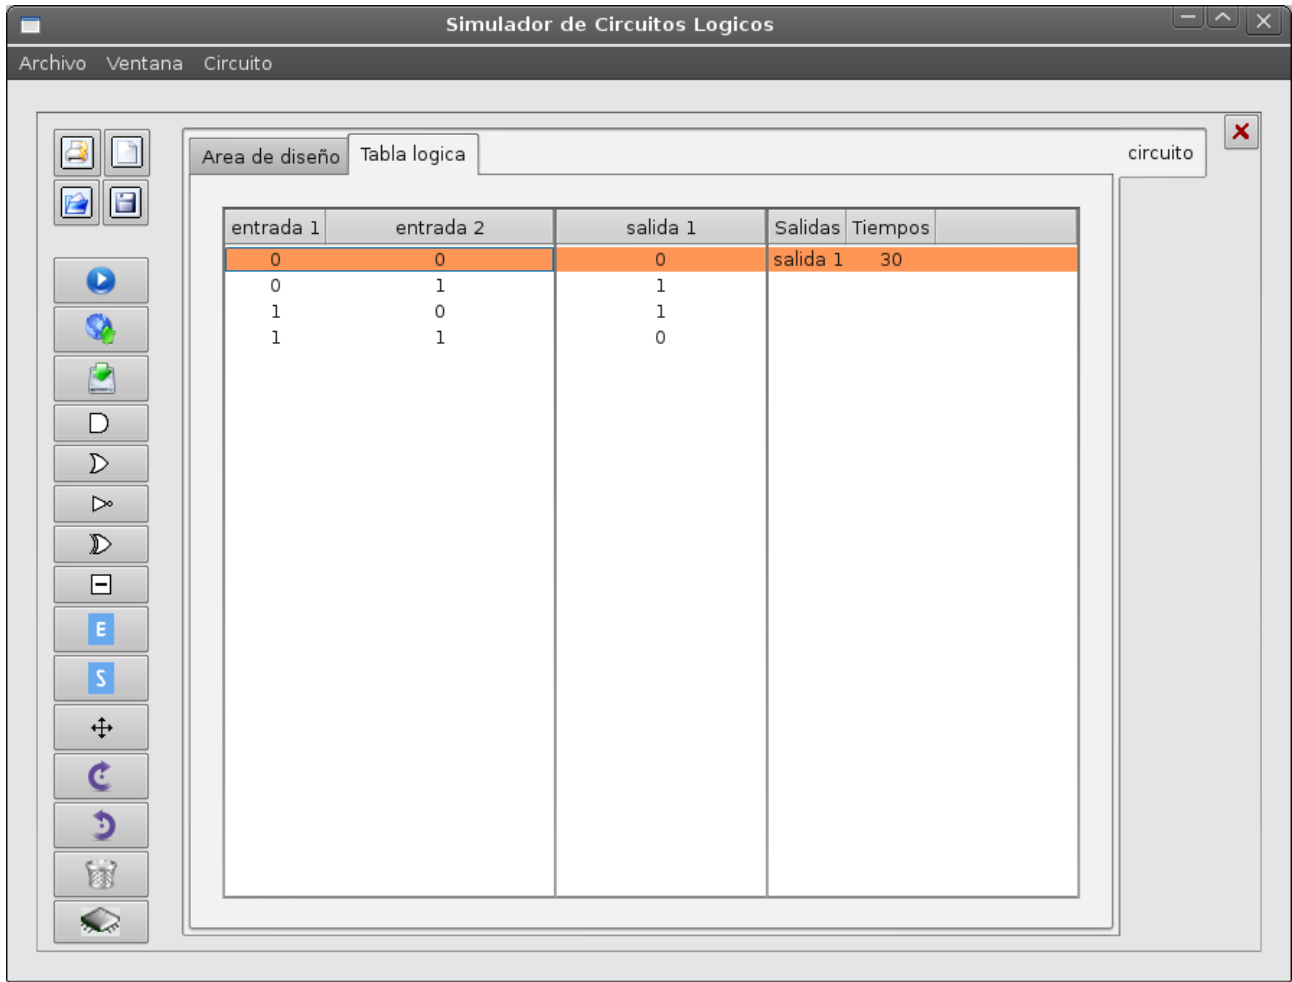 Simulador de Circuitos Logicos
Archivo Ventana Circuito
Area de diseño Tabla logica circuito
entrada 1 entrada 2 salida 1 Salidas Tiempos
0 0 0 salida 1 30
0 1 1
1 0 1
1 1 0
E
S